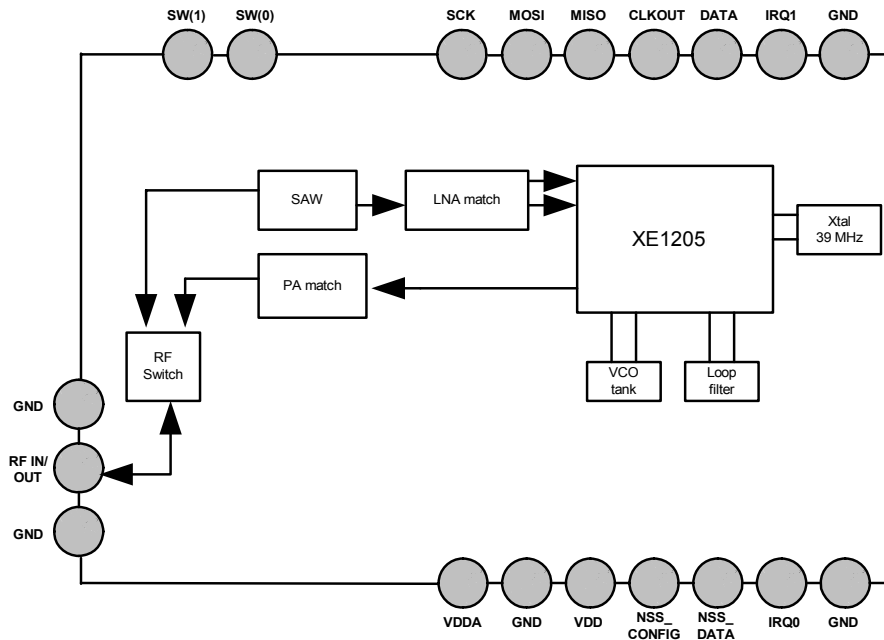 SW(1)
SW(0)
SCK
MOSI
MISO
CLKOUT
DATA
IRQ1
GND
SAW
LNA match
XE1205
Xtal
39 MHz
PA match
RF
Switch
VCO
tank
Loop
filter
GND
RF IN/
OUT
GND
VDDA
GND
VDD
NSS_
CONFIG
NSS_
DATA
IRQ0
GND